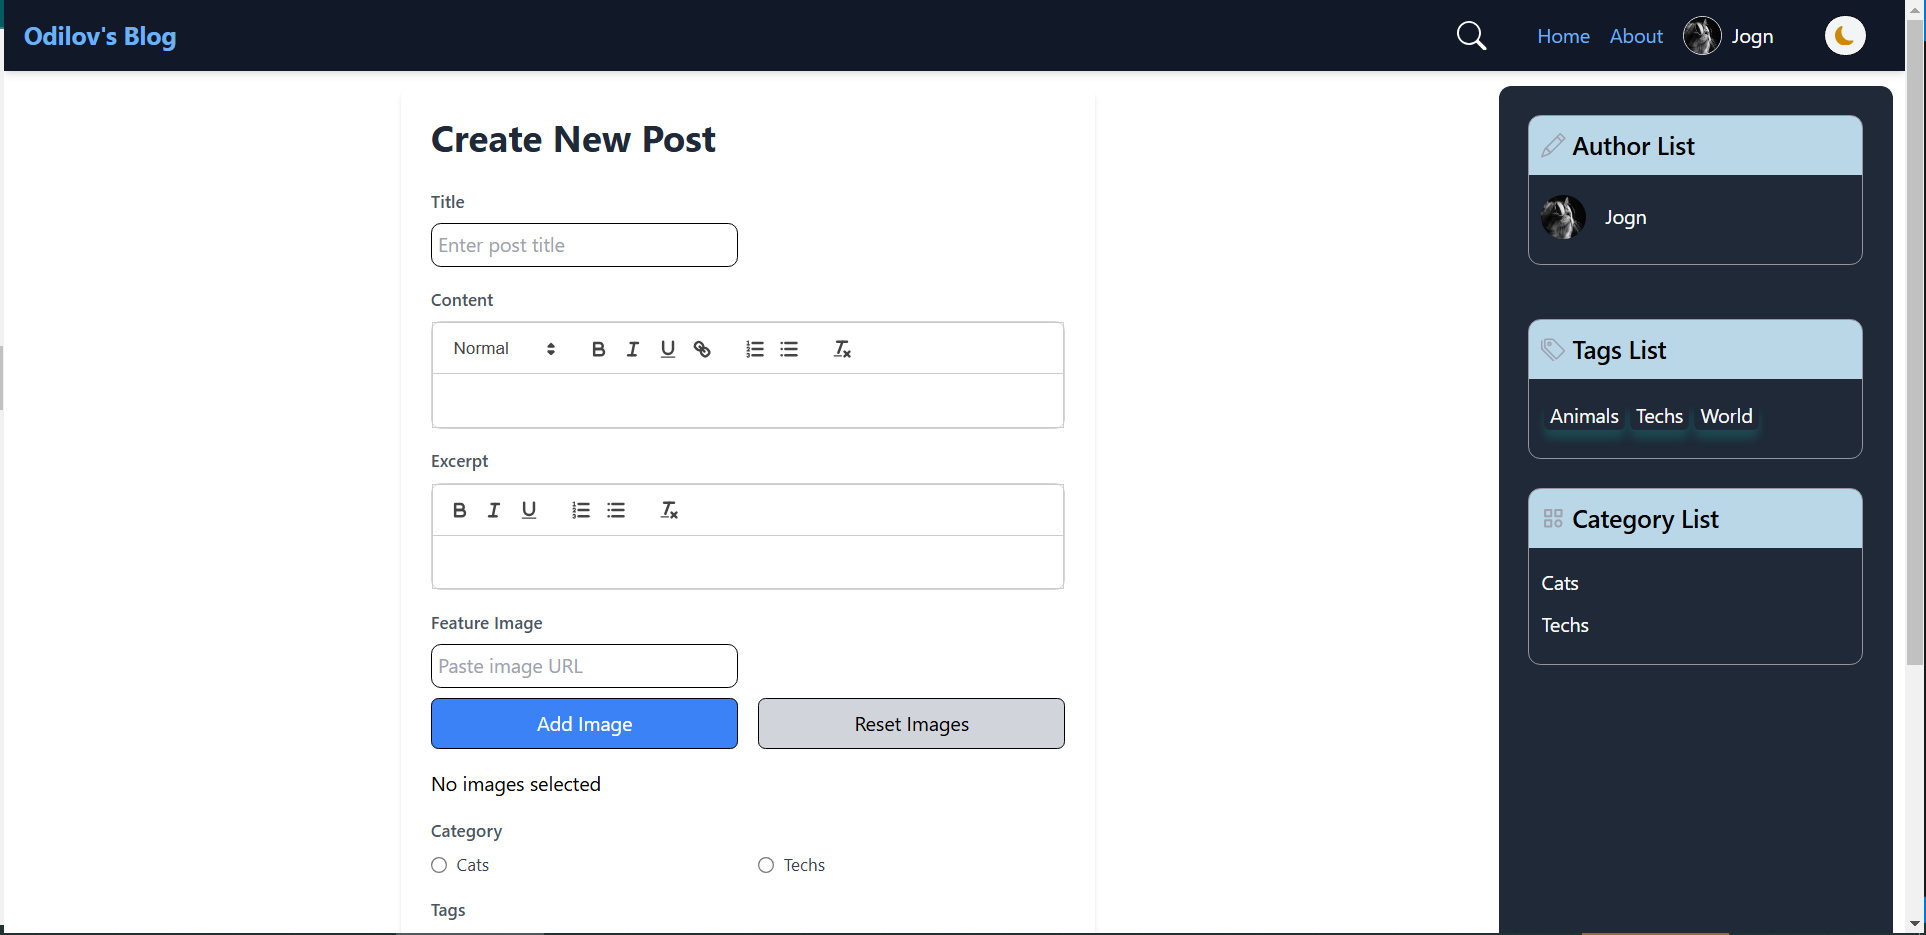 Odilov's Blog
Home About Jogn
Create New Post
Title
Enter post title
Content
Normal B I U
Excerpt
B I U
Feature Image
Paste image URL
Add Image Reset Images
No images selected
Category
Cats Techs
Tags
Author List
Jogn
Tags List
Animals Techs World
Category List
Cats
Techs